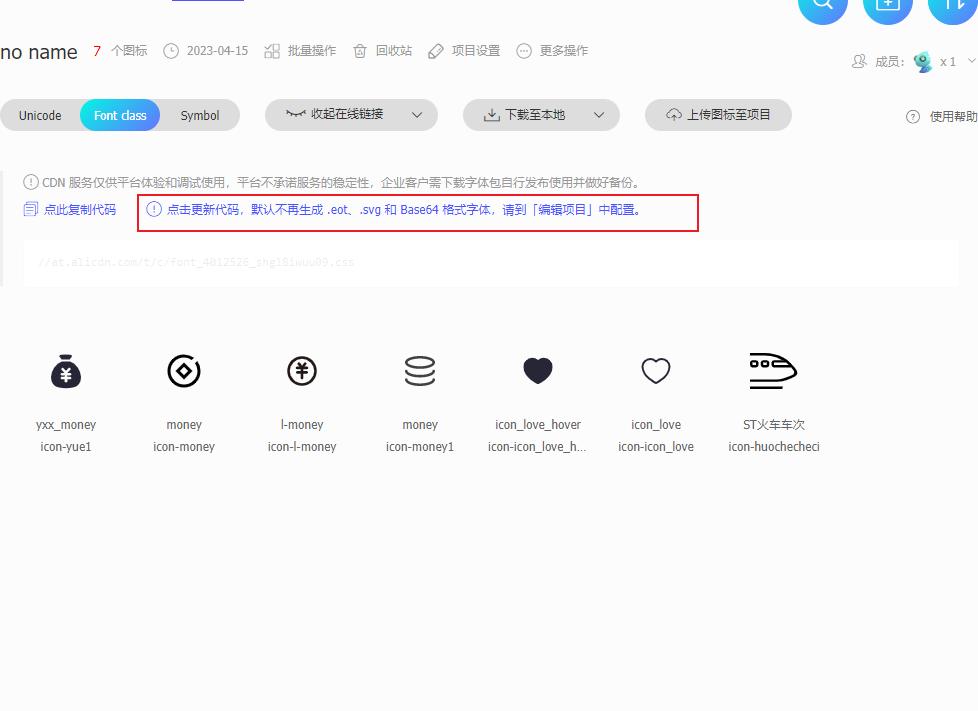 no name 7 个图标 2023-04-15 批量操作 回收站 项目设置 更多操作
成员： x 1
Unicode Font class Symbol 收起在线链接 下载至本地 上传图标至项目 使用帮助
CDN 服务仅供平台体验和调试使用，平台不承诺服务的稳定性，企业客户需下载字体包自行发布使用并做好备份。
点此复制代码 点击更新代码，默认不再生成 .eot、.svg 和 Base64 格式字体，请到「编辑项目」中配置。
//at.alicdn.com/t/c/font_4012526_shgl8iwuu09.css
yxx_money money l-money money icon_love_hover icon_love ST火车车次
icon-yue1 icon-money icon-l-money icon-money1 icon-icon_love_h... icon-icon_love icon-huochecheci